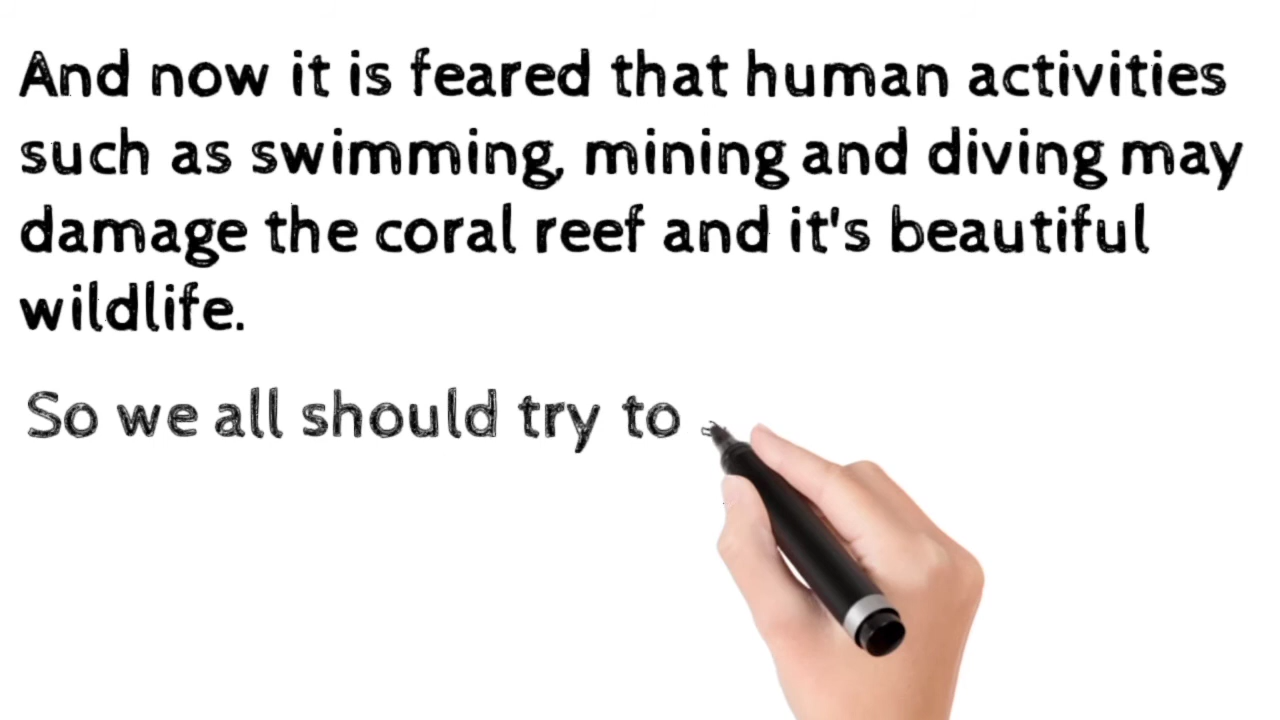 And now it is feared that human activities
such as swimming, mining and diving may
damage the coral reef and it's beautiful
wildlife.
So we all should try to